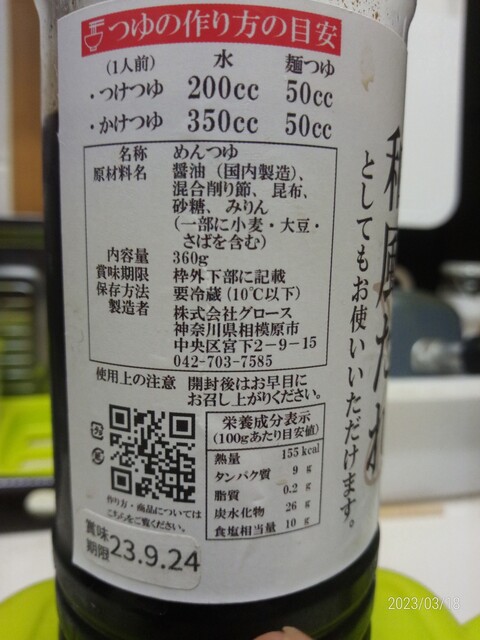 つゆの作り方の目安
(1人前) 水 麺つゆ
・つけつゆ 200cc 50cc
・かけつゆ 350cc 50cc
名称 めんつゆ
原材料名 醤油(国内製造)、
混合削り節、昆布、
砂糖、みりん
(一部に小麦・大豆・
さばを含む)
内容量 360g
賞味期限 枠外下部に記載
保存方法 要冷蔵(10℃以下)
製造者 株式会社グロース
神奈川県相模原市
中央区宮下2-9-15
042-703-7585
使用上の注意 開封後はお早目に
お召し上がりください。
栄養成分表示
(100gあたり目安値)
熱量 155kcal
タンパク質 9g
脂質 0.2g
炭水化物 26g
食塩相当量 10g
作り方・商品については
こちらをご覧ください。
賞味
期限 23.9.24
和風だれ
としてもお使いいただけます。
2023/03/19